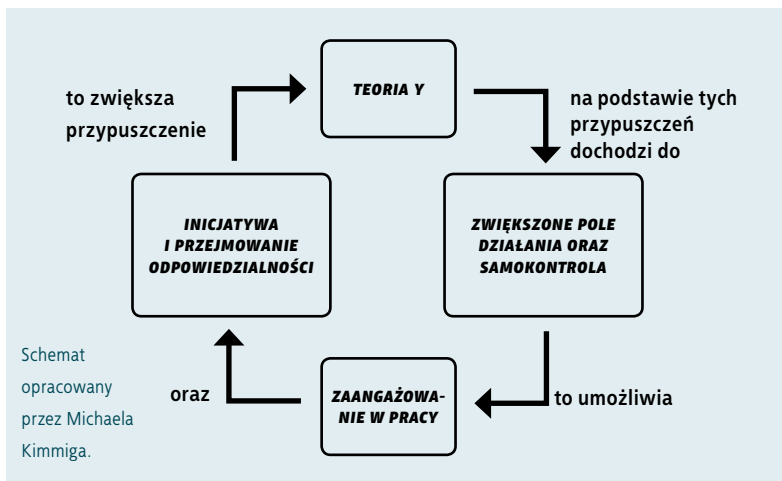 TEORIA Y
na podstawie tych
przypuszczeń
dochodzi do
ZWIĘKSZONE POLE
DZIAŁANIA ORAZ
SAMOKONTROLA
to umożliwia
ZAANGAŻOWA-
NIE W PRACY
oraz
INICJATYWA
I PRZEJMOWANIE
ODPOWIEDZIALNOŚCI
to zwiększa
przypuszczenie
Schemat
opracowany
przez Michaela
Kimmiga.